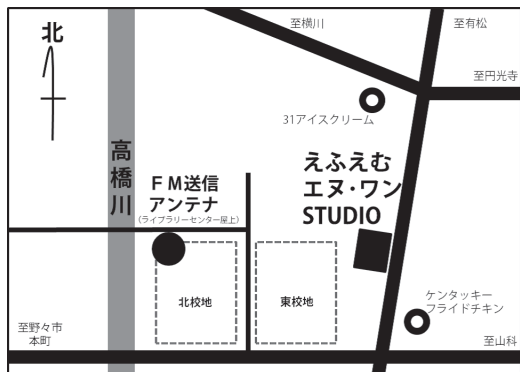 北
至横川
至有松
至円光寺
31アイスクリーム
高橋川
FM送信
アンテナ
(ライブラリーセンター屋上)
えふえむ
エヌ・ワン
STUDIO
北校地
東校地
ケンタッキー
フライドチキン
至野々市
本町
至山科